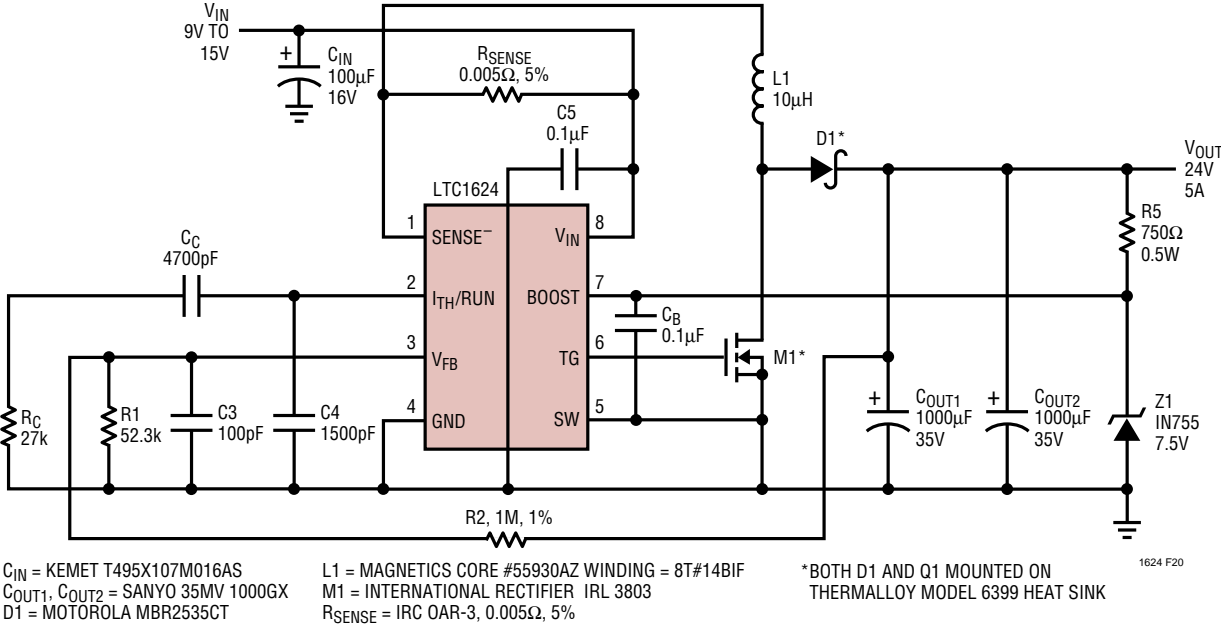 VIN
9V TO
15V
+
CIN
100µF
16V
RSENSE
0.005Ω, 5%
C5
0.1µF
L1
10µH
D1*
VOUT
24V
5A
R5
750Ω
0.5W
LTC1624
1
SENSE–
VIN
8
CC
4700pF
2
ITH/RUN
BOOST
7
CB
0.1µF
3
VFB
TG
6
M1*
4
GND
SW
5
RC
27k
R1
52.3k
C3
100pF
C4
1500pF
+
COUT1
1000µF
35V
+
COUT2
1000µF
35V
Z1
IN755
7.5V
R2, 1M, 1%
1624 F20
CIN = KEMET T495X107M016AS
COUT1, COUT2 = SANYO 35MV 1000GX
D1 = MOTOROLA MBR2535CT
L1 = MAGNETICS CORE #55930AZ WINDING = 8T#14BIF
M1 = INTERNATIONAL RECTIFIER IRL 3803
RSENSE = IRC OAR-3, 0.005Ω, 5%
*BOTH D1 AND Q1 MOUNTED ON
THERMALLOY MODEL 6399 HEAT SINK